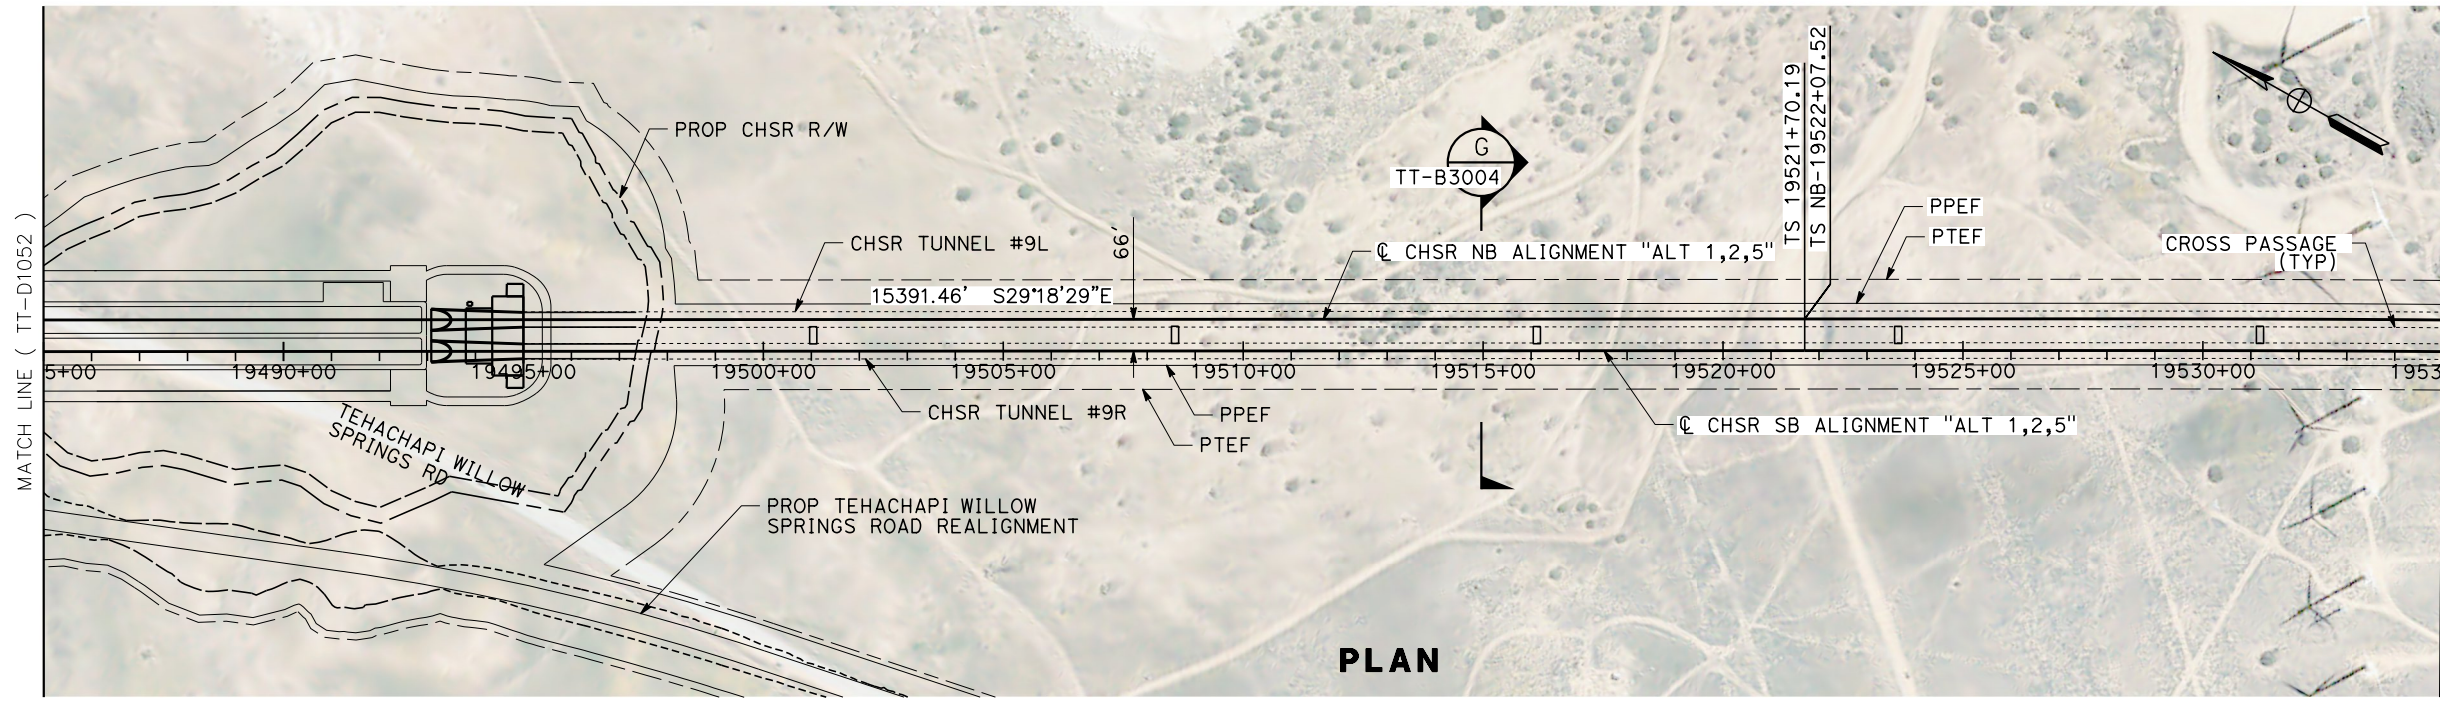 MATCH LINE ( TT-D1052 )
PROP CHSR R/W
CHSR TUNNEL #9L
66'
15391.46' S29°18'29"E
G
TT-B3004
℄ CHSR NB ALIGNMENT "ALT 1,2,5"
TS 19521+70.19
TS NB-19522+07.52
PPEF
PTEF
CROSS PASSAGE
(TYP)
5+00
19490+00
19495+00
19500+00
19505+00
19510+00
19515+00
19520+00
19525+00
19530+00
1953
TEHACHAPI WILLOW
SPRINGS RD
CHSR TUNNEL #9R
PPEF
PTEF
℄ CHSR SB ALIGNMENT "ALT 1,2,5"
PROP TEHACHAPI WILLOW
SPRINGS ROAD REALIGNMENT
PLAN